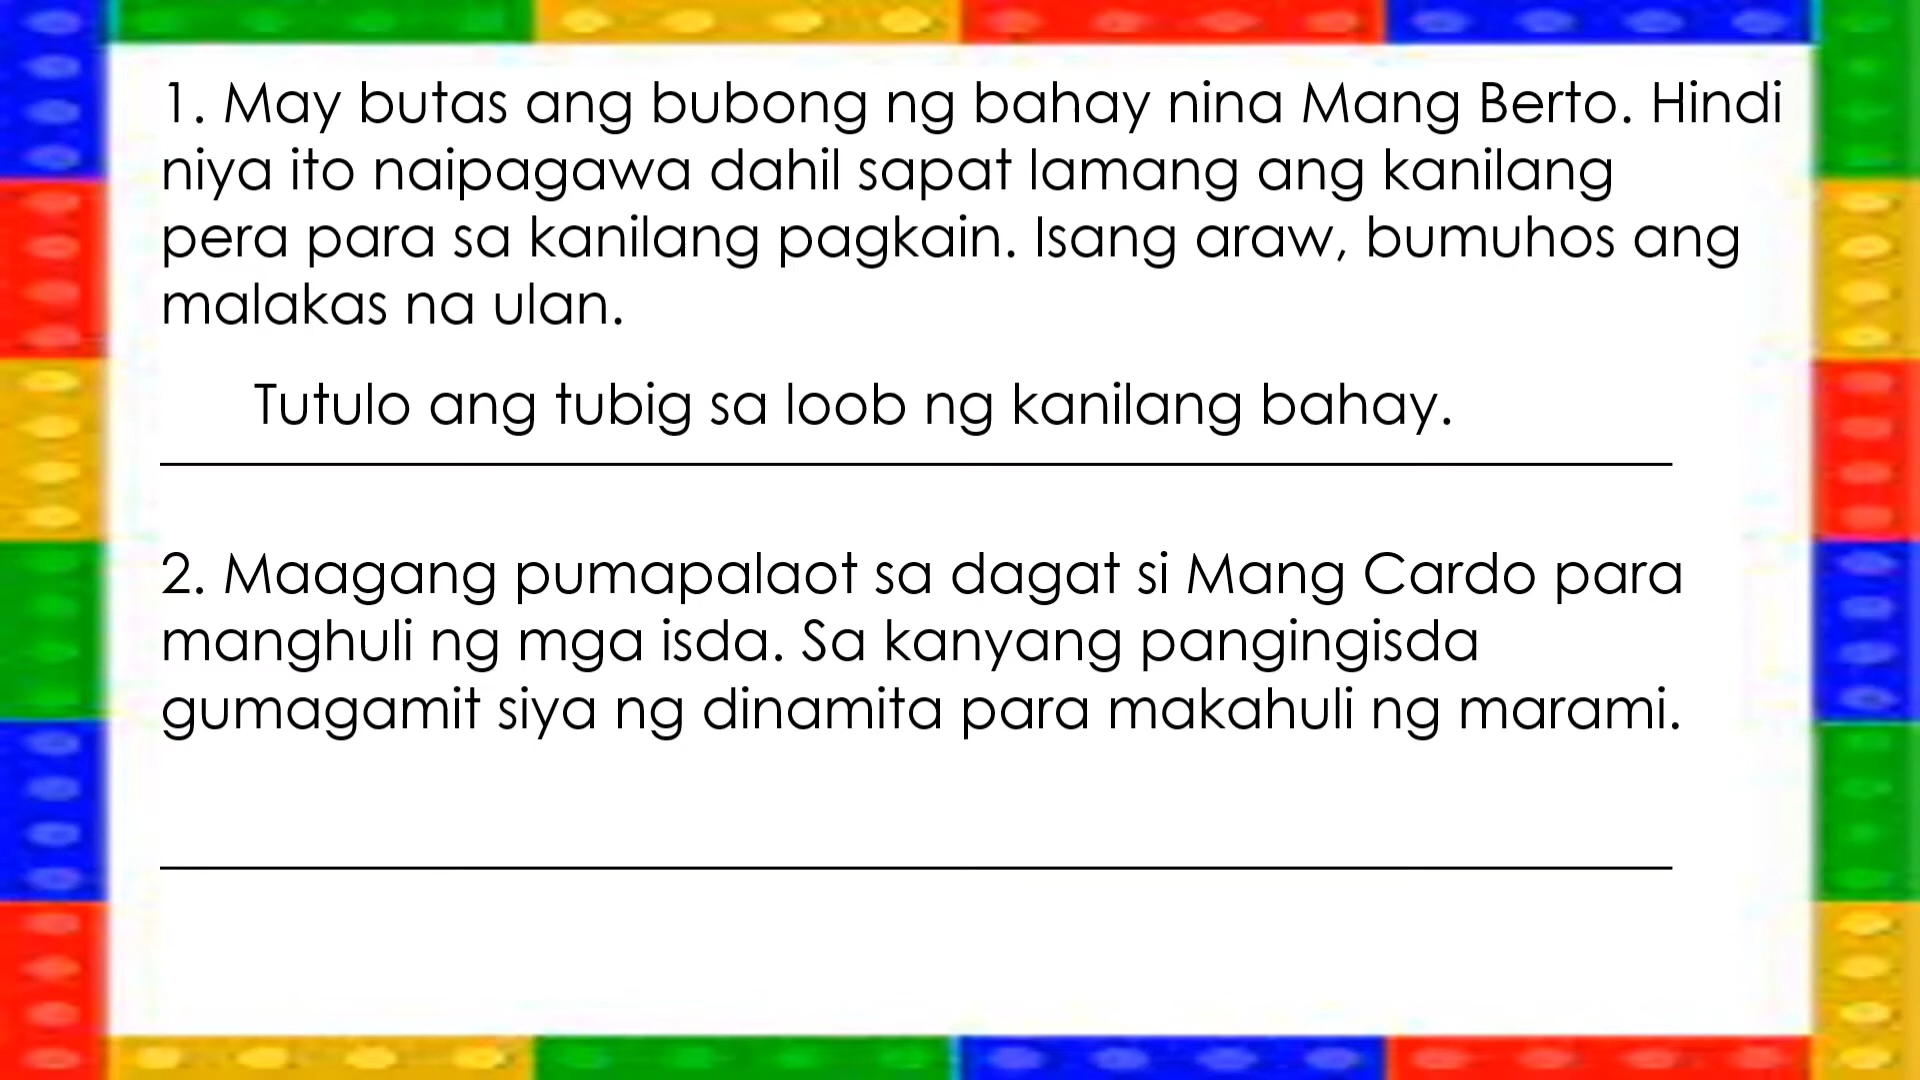 1. May butas ang bubong ng bahay nina Mang Berto. Hindi
niya ito naipagawa dahil sapat lamang ang kanilang
pera para sa kanilang pagkain. Isang araw, bumuhos ang
malakas na ulan.
Tutulo ang tubig sa loob ng kanilang bahay.
2. Maagang pumapalaot sa dagat si Mang Cardo para
manghuli ng mga isda. Sa kanyang pangingisda
gumagamit siya ng dinamita para makahuli ng marami.